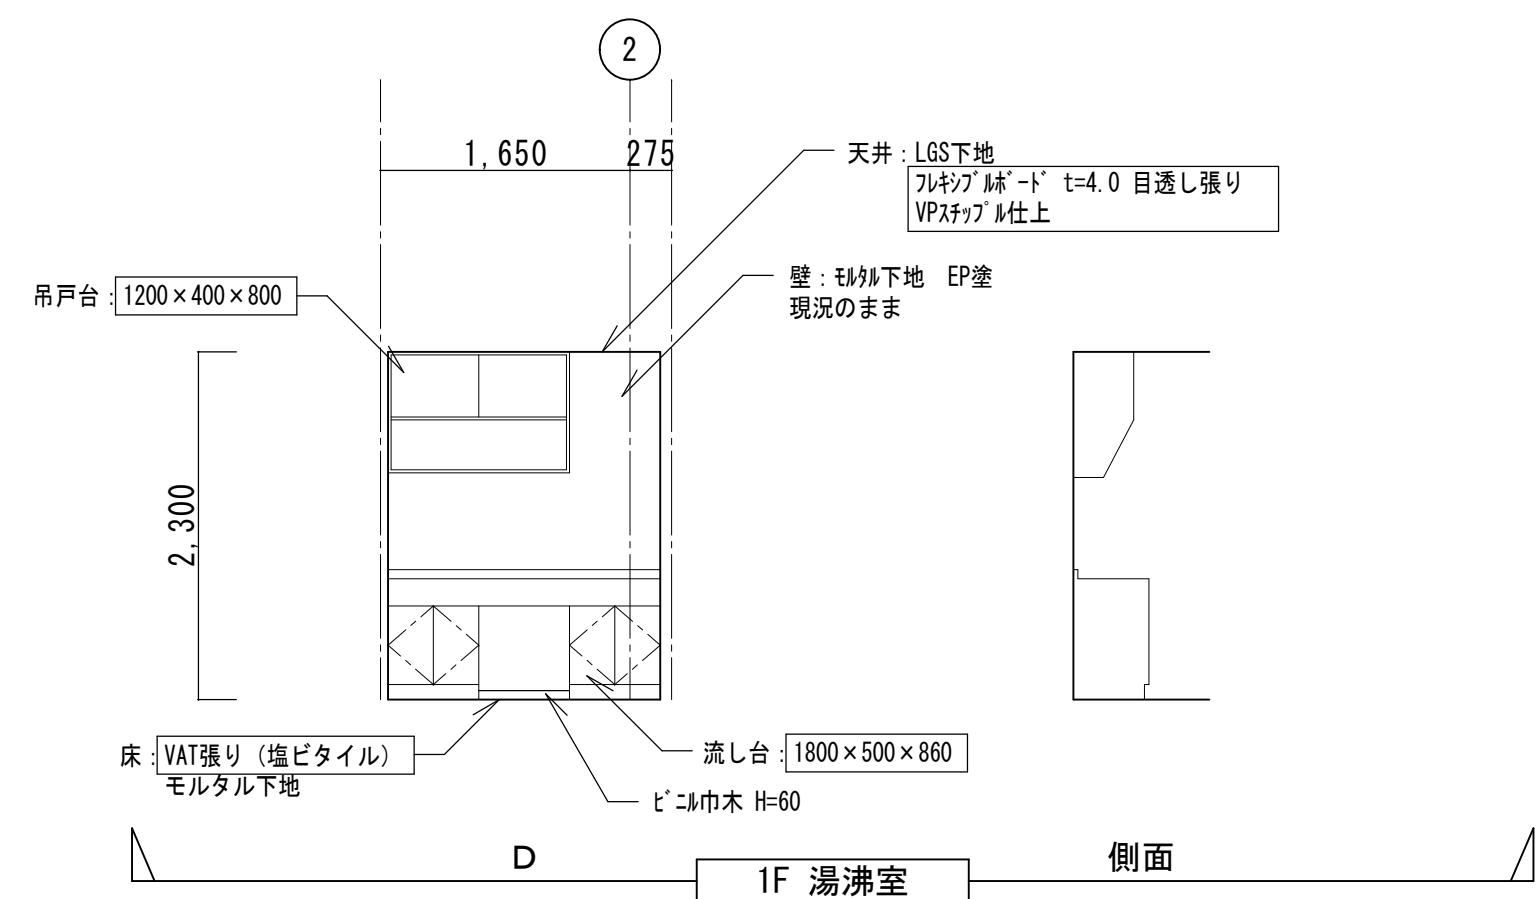 2
1,650
275
天井：LGS下地
ﾌﾚｷｼﾌﾞﾙﾎﾞｰﾄﾞ t=4.0 目透し張り
VPｽﾁｯﾌﾟﾙ仕上
壁：ﾓﾙﾀﾙ下地　EP塗
現況のまま
吊戸台：1200×400×800
2,300
床：VAT張り（塩ビタイル）
モルタル下地
流し台：1800×500×860
ﾋﾞﾆﾙ巾木 H=60
D
側面
1F 湯沸室